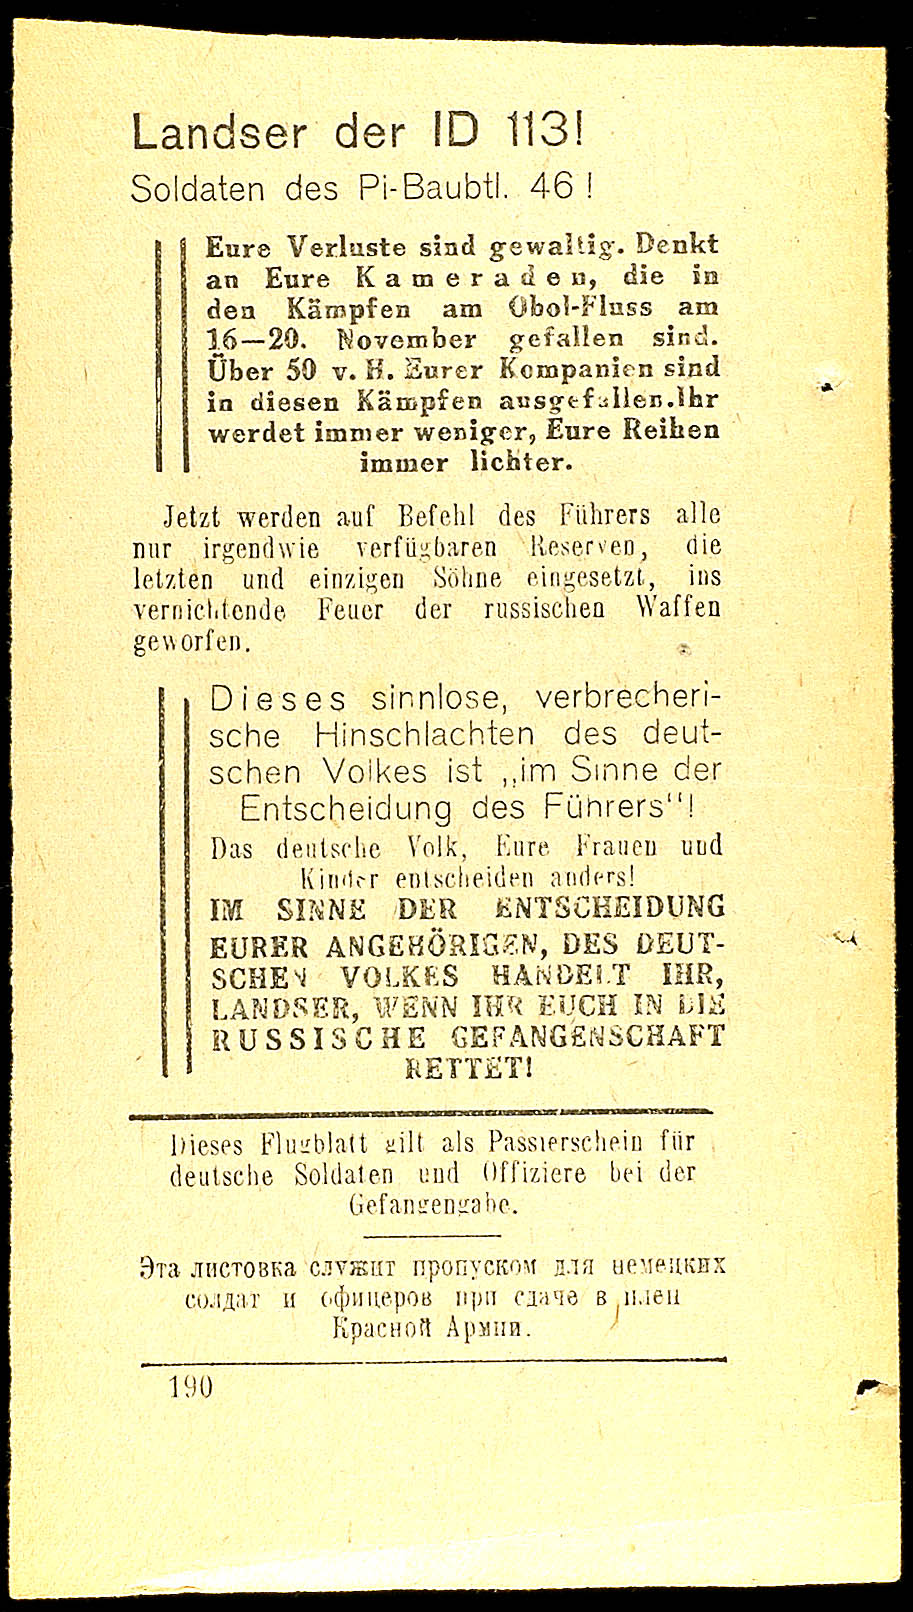 Landser der ID 113!
Soldaten des Pi-Baubtl. 46!
Eure Verluste sind gewaltig. Denkt
an Eure Kameraden, die in
den Kämpfen am Obol-Fluss am
16—20. November gefallen sind.
Über 50 v. H. Eurer Kompanien sind
in diesen Kämpfen ausgefallen.Ihr
werdet immer weniger, Eure Reihen
immer lichter.
Jetzt werden auf Befehl des Führers alle
nur irgendwie verfügbaren Reserven, die
letzten und einzigen Söhne eingesetzt, ins
vernichtende Feuer der russischen Waffen
geworfen.
Dieses sinnlose, verbrecheri-
sche Hinschlachten des deut-
schen Volkes ist „im Sinne der
Entscheidung des Führers"!
Das deutsche Volk, Eure Frauen und
Kinder entscheiden anders!
IM SINNE DER ENTSCHEIDUNG
EURER ANGEHÖRIGEN, DES DEUT-
SCHEN VOLKES HANDELT IHR,
LANDSER, WENN IHR EUCH IN DIE
RUSSISCHE GEFANGENSCHAFT
RETTET!
Dieses Flugblatt gilt als Passierschein für
deutsche Soldaten und Offiziere bei der
Gefangengabe.
Эта листовка служит пропуском для немецких
солдат и офицеров при сдаче в плен
Красной Армии.
190